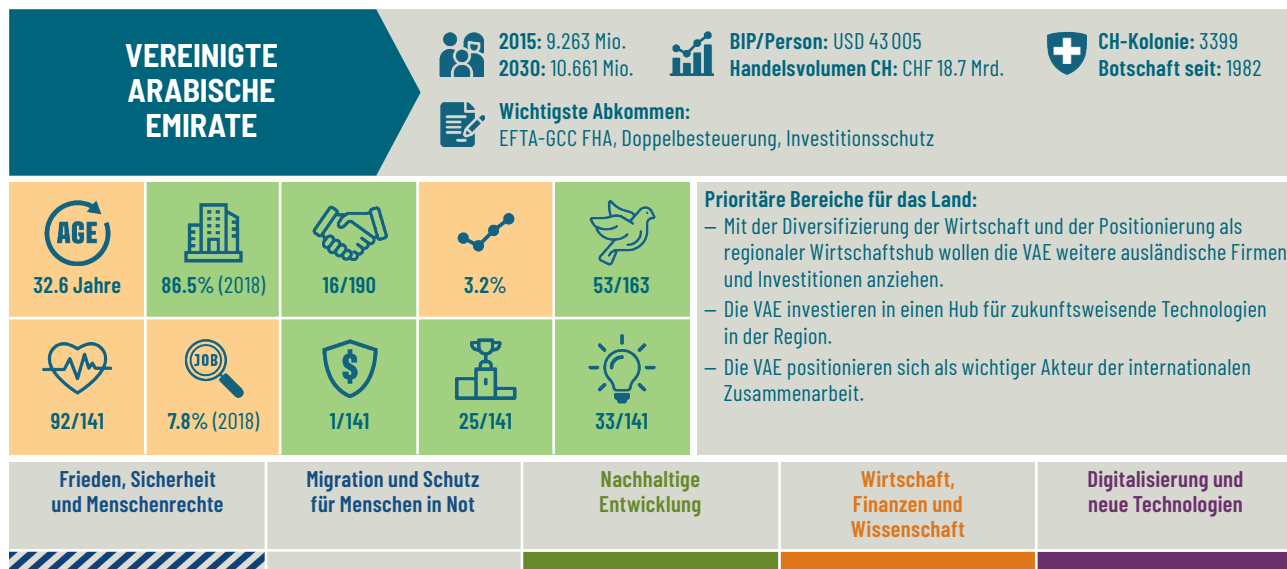 VEREINIGTE
ARABISCHE
EMIRATE
2015: 9.263 Mio.
2030: 10.661 Mio.
BIP/Person: USD 43 005
Handelsvolumen CH: CHF 18.7 Mrd.
CH-Kolonie: 3399
Botschaft seit: 1982
Wichtigste Abkommen:
EFTA-GCC FHA, Doppelbesteuerung, Investitionsschutz
AGE
32.6 Jahre
86.5% (2018)
16/190
3.2%
53/163
92/141
JOB
7.8% (2018)
$
1/141
25/141
33/141
Prioritäre Bereiche für das Land:
– Mit der Diversifizierung der Wirtschaft und der Positionierung als
regionaler Wirtschaftshub wollen die VAE weitere ausländische Firmen
und Investitionen anziehen.
– Die VAE investieren in einen Hub für zukunftsweisende Technologien
in der Region.
– Die VAE positionieren sich als wichtiger Akteur der internationalen
Zusammenarbeit.
Frieden, Sicherheit
und Menschenrechte
Migration und Schutz
für Menschen in Not
Nachhaltige
Entwicklung
Wirtschaft,
Finanzen und
Wissenschaft
Digitalisierung und
neue Technologien